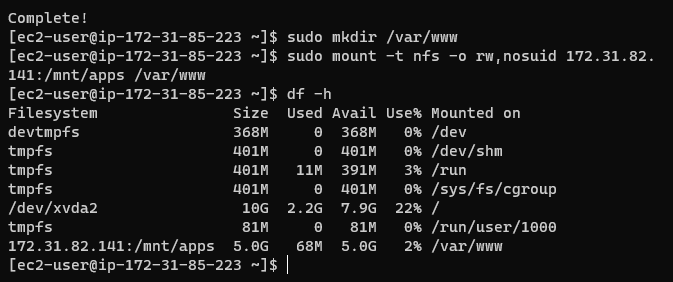 Complete!
[ec2-user@ip-172-31-85-223 ~]$ sudo mkdir /var/www
[ec2-user@ip-172-31-85-223 ~]$ sudo mount -t nfs -o rw,nosuid 172.31.82.
141:/mnt/apps /var/www
[ec2-user@ip-172-31-85-223 ~]$ df -h
Filesystem                Size  Used Avail Use% Mounted on
devtmpfs                  368M     0  368M   0% /dev
tmpfs                     401M     0  401M   0% /dev/shm
tmpfs                     401M   11M  391M   3% /run
tmpfs                     401M     0  401M   0% /sys/fs/cgroup
/dev/xvda2                 10G  2.2G  7.9G  22% /
tmpfs                      81M     0   81M   0% /run/user/1000
172.31.82.141:/mnt/apps  5.0G   68M  5.0G   2% /var/www
[ec2-user@ip-172-31-85-223 ~]$